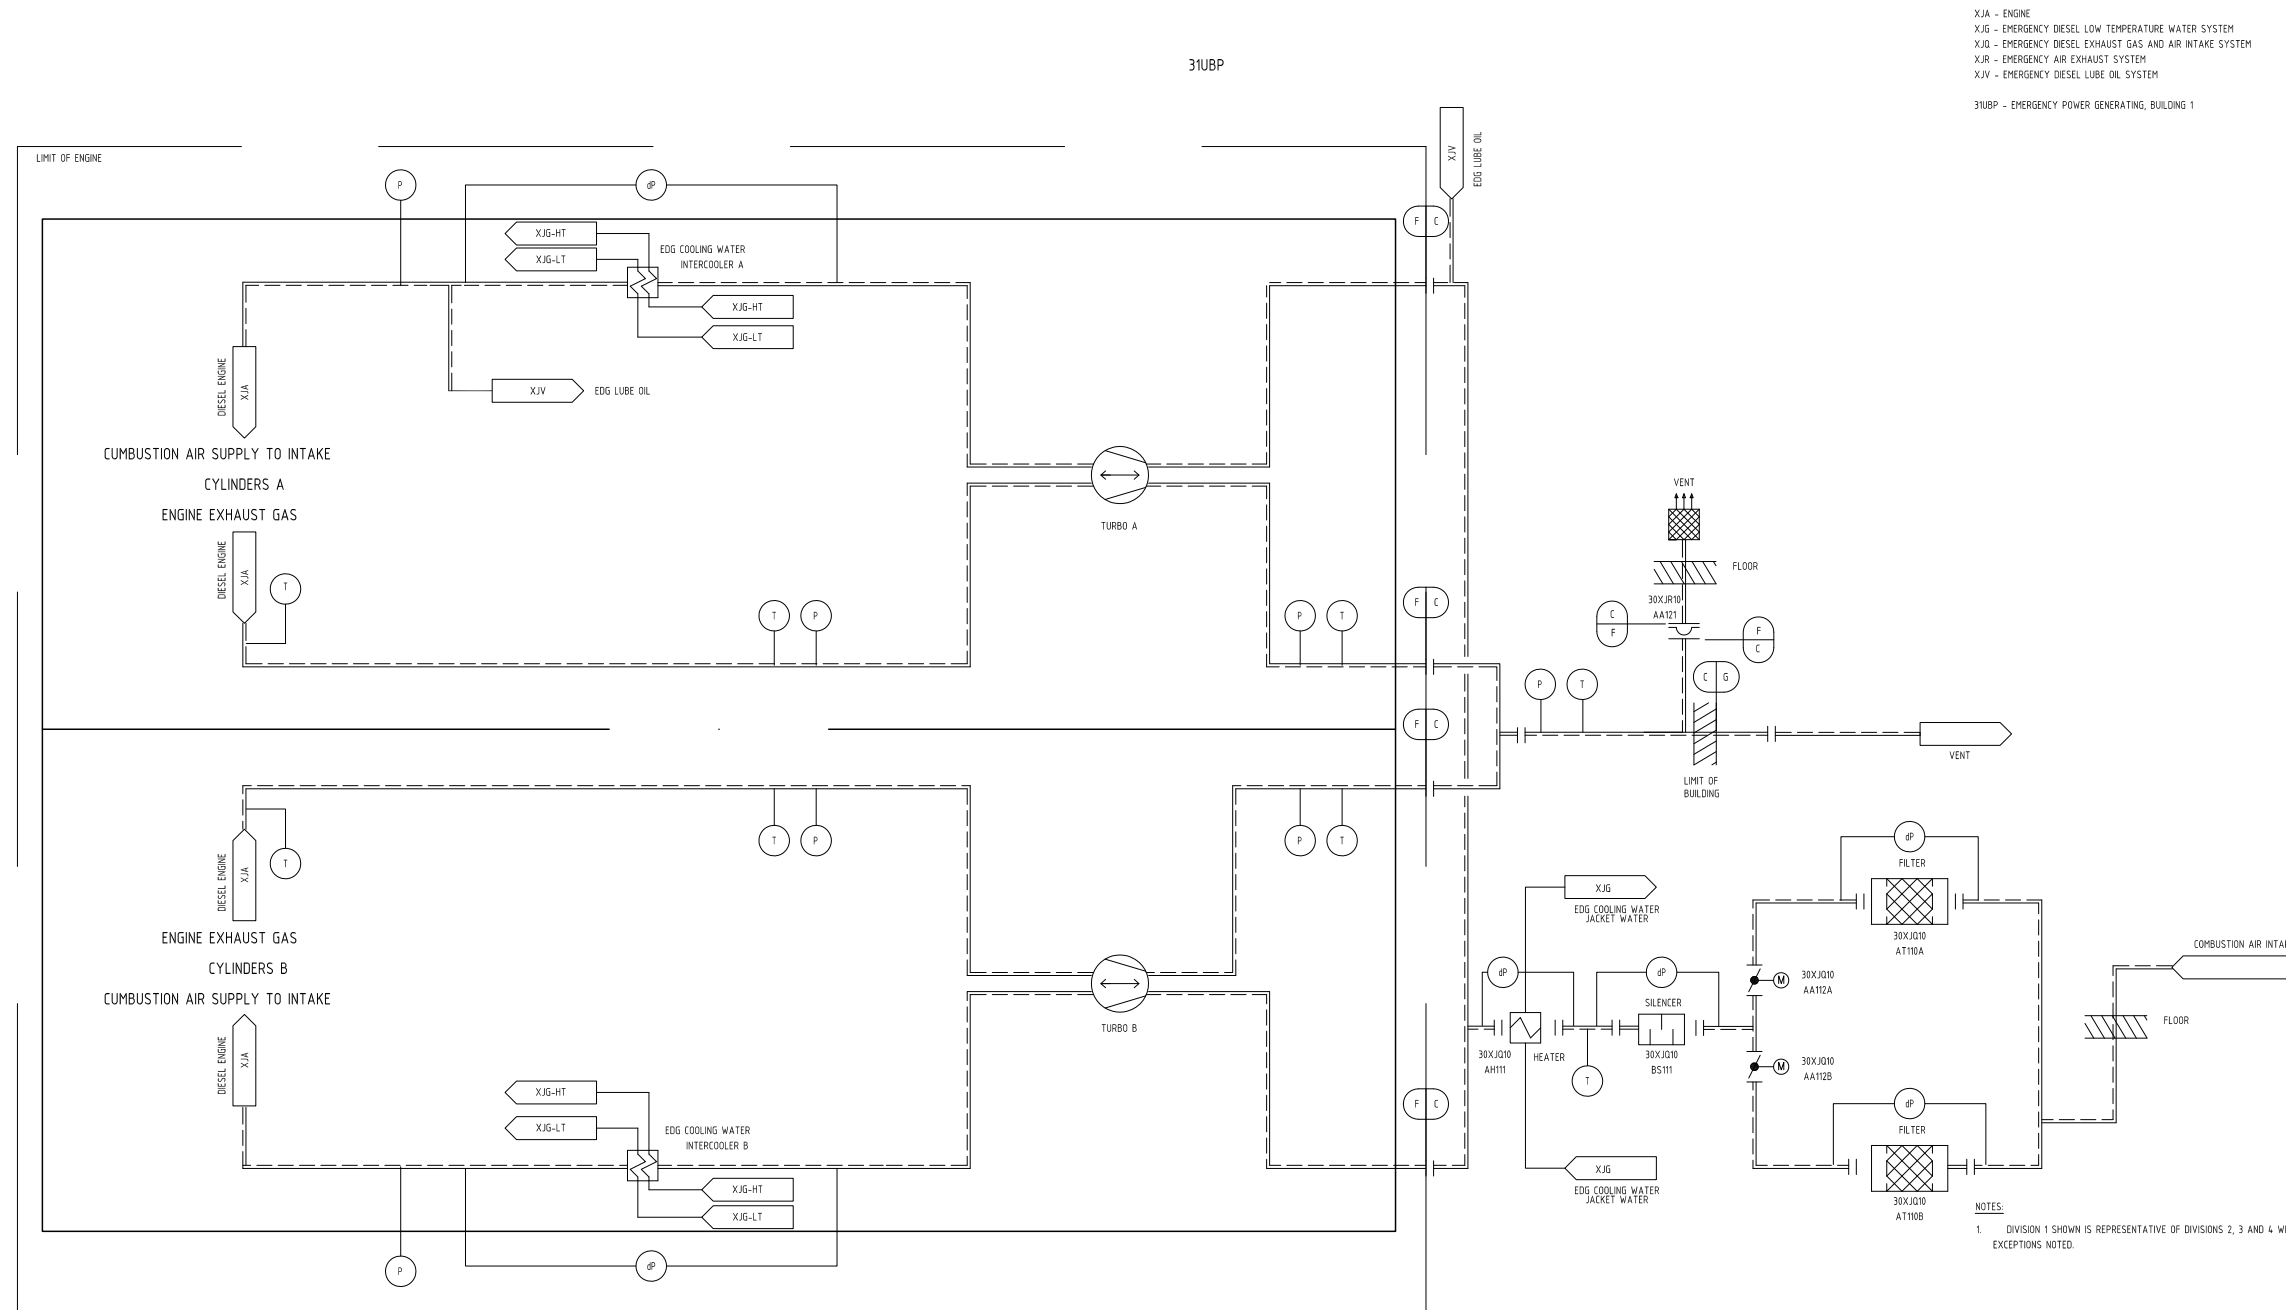 XJA - ENGINE
XJG - EMERGENCY DIESEL LOW TEMPERATURE WATER SYSTEM
XJQ - EMERGENCY DIESEL EXHAUST GAS AND AIR INTAKE SYSTEM
XJR - EMERGENCY AIR EXHAUST SYSTEM
XJV - EMERGENCY DIESEL LUBE OIL SYSTEM
31UBP - EMERGENCY POWER GENERATING, BUILDING 1
31UBP
LIMIT OF ENGINE
P
dP
XJV
EDG LUBE OIL
F C
XJG-HT
XJG-LT
EDG COOLING WATER
INTERCOOLER A
XJG-HT
XJG-LT
DIESEL ENGINE
XJA
XJV
EDG LUBE OIL
CUMBUSTION AIR SUPPLY TO INTAKE
CYLINDERS A
ENGINE EXHAUST GAS
DIESEL ENGINE
XJA
T
TURBO A
T
P
P
T
F C
VENT
FLOOR
30XJR10
AA121
C
F
F
C
C G
P
T
F C
VENT
LIMIT OF
BUILDING
T
P
P
T
DIESEL ENGINE
XJA
T
ENGINE EXHAUST GAS
CYLINDERS B
CUMBUSTION AIR SUPPLY TO INTAKE
DIESEL ENGINE
XJA
TURBO B
XJG-HT
XJG-LT
EDG COOLING WATER
INTERCOOLER B
XJG-HT
XJG-LT
P
dP
F C
XJG
EDG COOLING WATER
JACKET WATER
dP
30XJQ10
AH111
HEATER
T
dP
SILENCER
30XJQ10
BS111
XJG
EDG COOLING WATER
JACKET WATER
dP
FILTER
30XJQ10
AT110A
M
30XJQ10
AA112A
M
30XJQ10
AA112B
dP
FILTER
30XJQ10
AT110B
COMBUSTION AIR
FLOOR
NOTES:
1. DIVISION 1 SHOWN IS REPRESENTATIVE OF DIVISIONS 2, 3 AND 4
EXCEPTIONS NOTED.